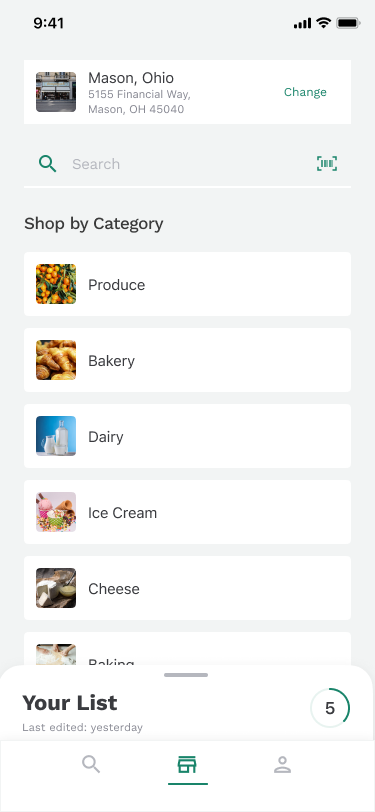 9:41
Mason, Ohio
5155 Financial Way,
Mason, OH 45040
Change
Search
Shop by Category
Produce
Bakery
Dairy
Ice Cream
Cheese
Baking
Your List
Last edited: yesterday
5